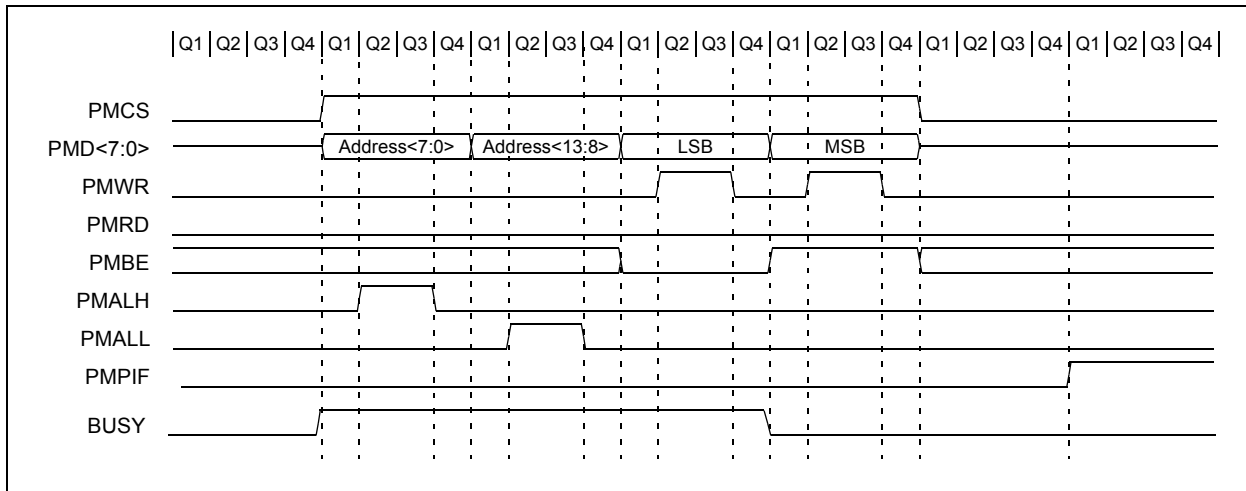 Q1 Q2 Q3 Q4 Q1 Q2 Q3 Q4 Q1 Q2 Q3 Q4 Q1 Q2 Q3 Q4 Q1 Q2 Q3 Q4 Q1 Q2 Q3 Q4 Q1 Q2 Q3 Q4
PMCS
PMD<7:0> Address<7:0> Address<13:8> LSB MSB
PMWR
PMRD
PMBE
PMALH
PMALL
PMPIF
BUSY